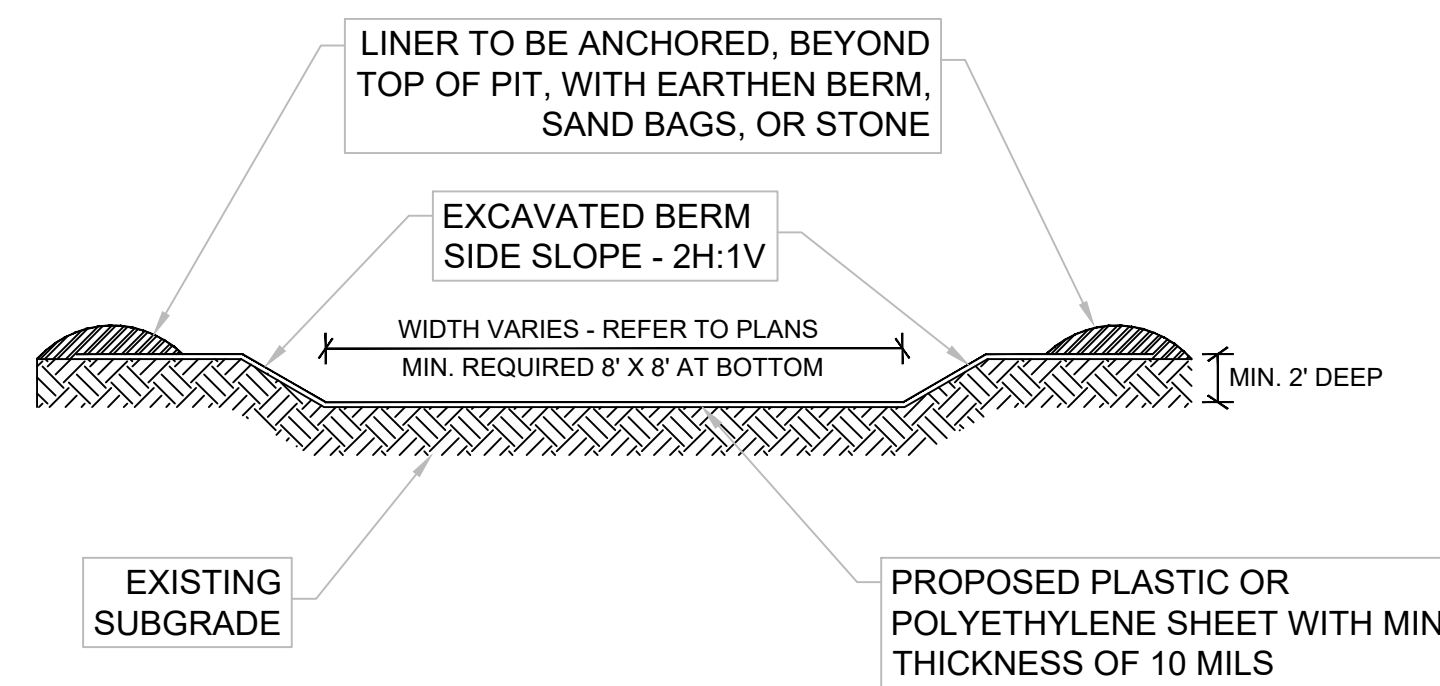 LINER TO BE ANCHORED, BEYOND
TOP OF PIT, WITH EARTHEN BERM,
SAND BAGS, OR STONE
EXCAVATED BERM
SIDE SLOPE - 2H:1V
WIDTH VARIES - REFER TO PLANS
MIN. REQUIRED 8' X 8' AT BOTTOM
MIN. 2' DEEP
EXISTING
SUBGRADE
PROPOSED PLASTIC OR
POLYETHYLENE SHEET WITH MIN
THICKNESS OF 10 MILS